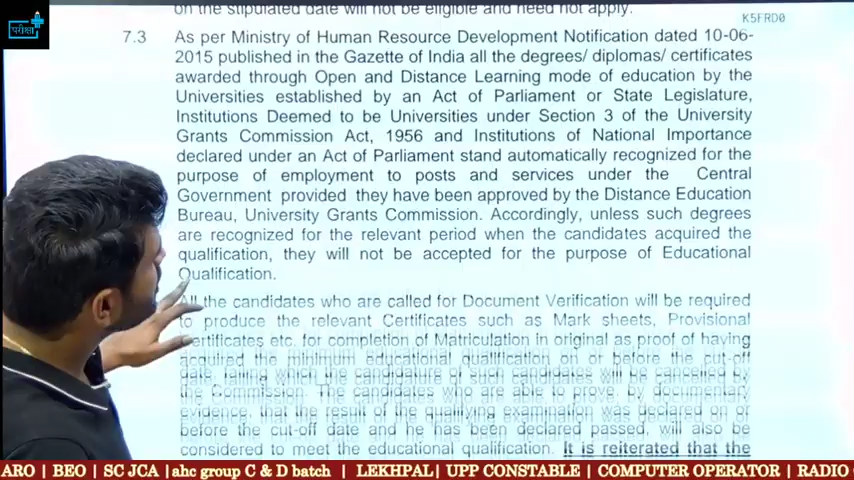 on the stipulated date will not be eligible and need not apply.
K5FRD0
परीक्षा
7.3 As per Ministry of Human Resource Development Notification dated 10-06-
2015 published in the Gazette of India all the degrees/ diplomas/ certificates
awarded through Open and Distance Learning mode of education by the
Universities established by an Act of Parliament or State Legislature,
Institutions Deemed to be Universities under Section 3 of the University
Grants Commission Act, 1956 and Institutions of National Importance
declared under an Act of Parliament stand automatically recognized for the
purpose of employment to posts and services under the Central
Government provided they have been approved by the Distance Education
Bureau, University Grants Commission. Accordingly, unless such degrees
are recognized for the relevant period when the candidates acquired the
qualification, they will not be accepted for the purpose of Educational
Qualification.
All the candidates who are called for Document Verification will be required
to produce the relevant Certificates such as Mark sheets, Provisional
ertificates etc. for completion of Matriculation in original as proof of having
acquired the minimum educational qualification on or before the cut-off
date, failing which the candidature of such candidates will be cancelled by
the Commission. The candidates who are able to prove, by documentary
evidence, that the result of the qualifying examination was declared on or
before the cut-off date and he has been declared passed, will also be
considered to meet the educational qualification. It is reiterated that the
ARO | BEO | SC JCA |ahc group C & D batch | LEKHPAL| UPP CONSTABLE | COMPUTER OPERATOR | RADIO